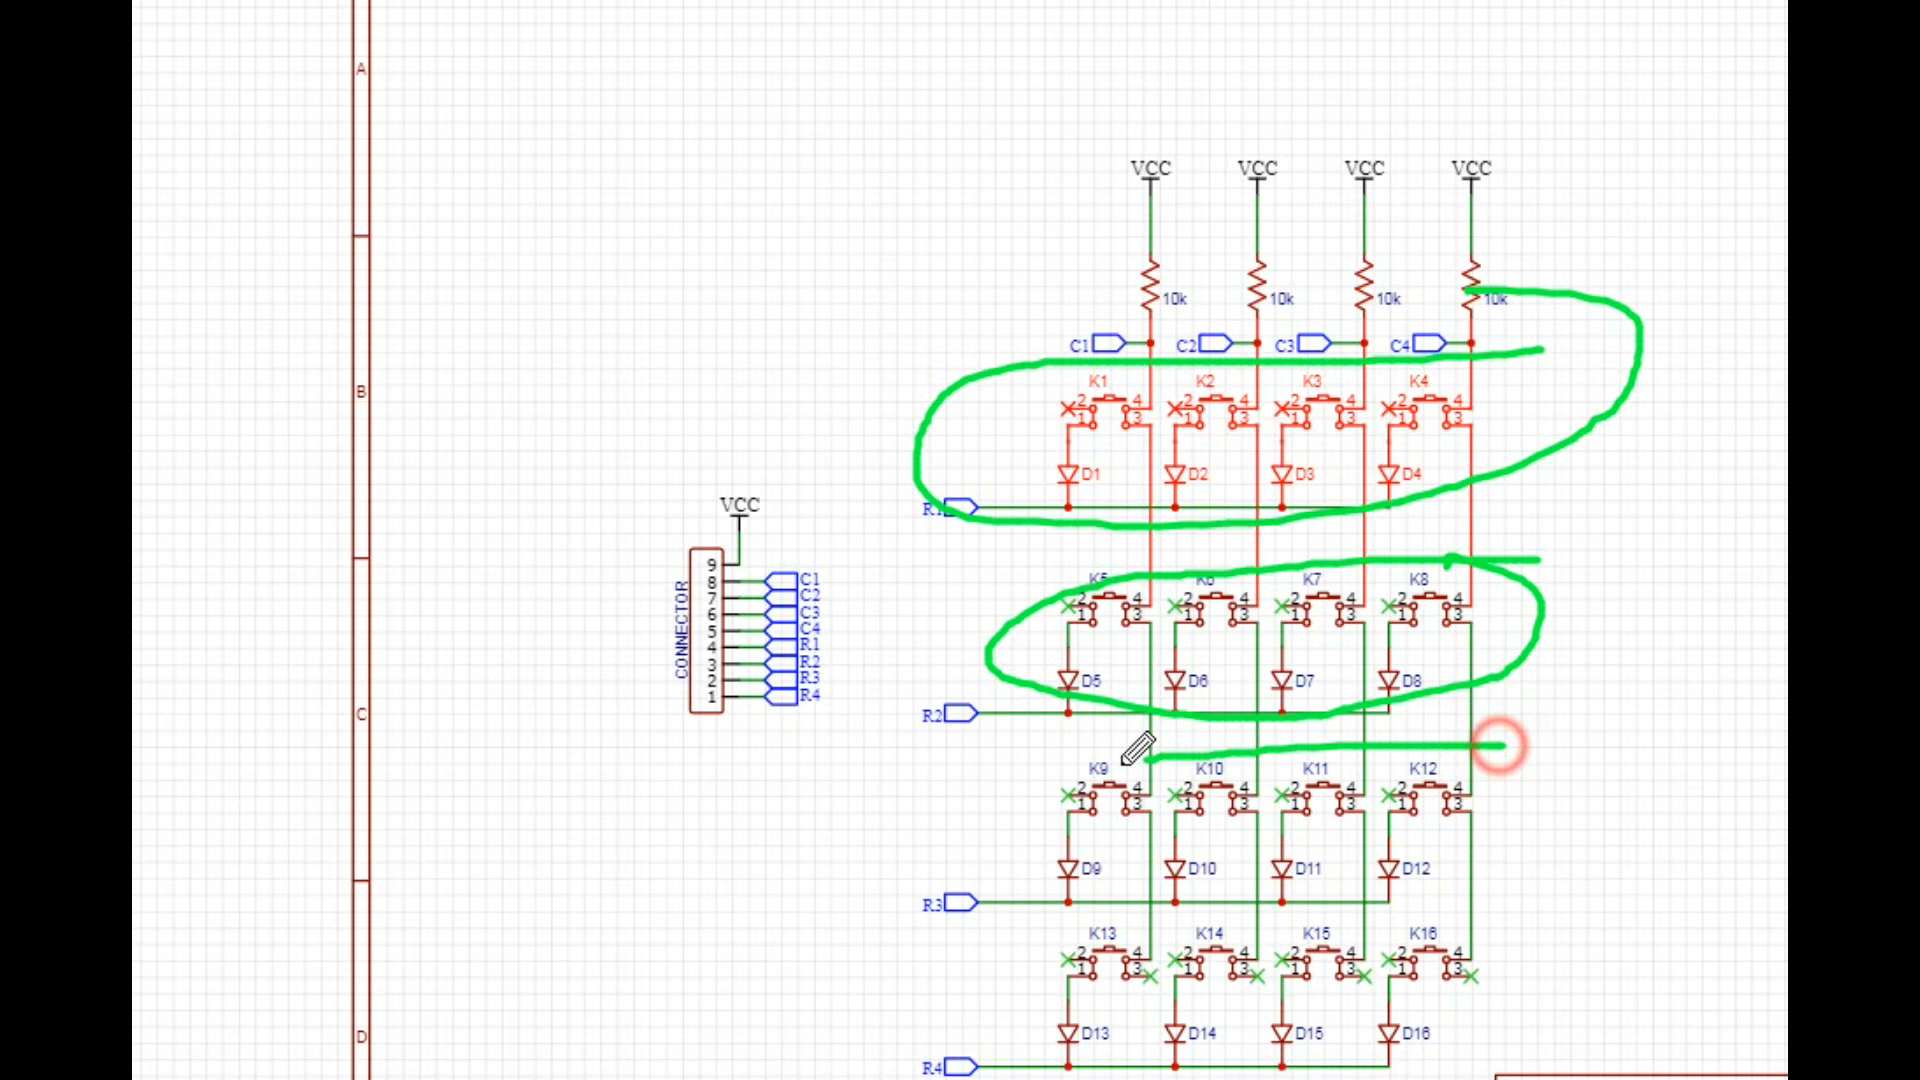 A
VCC VCC VCC VCC
10k 10k 10k 10k
C1 C2 C3 C4
B
K1 K2 K3 K4
2 4 2 4 2 4 2 4
1 3 1 3 1 3 1 3
D1 D2 D3 D4
R1
VCC
CONNECTOR
9
8 C1
7 C2
6 C3
5 C4
4 R1
3 R2
2 R3
1 R4
K5 K6 K7 K8
2 4 2 4 2 4 2 4
1 3 1 3 1 3 1 3
D5 D6 D7 D8
C
R2
K9 K10 K11 K12
2 4 2 4 2 4 2 4
1 3 1 3 1 3 1 3
D9 D10 D11 D12
R3
K13 K14 K15 K16
2 4 2 4 2 4 2 4
1 3 1 3 1 3 1 3
D
D13 D14 D15 D16
R4